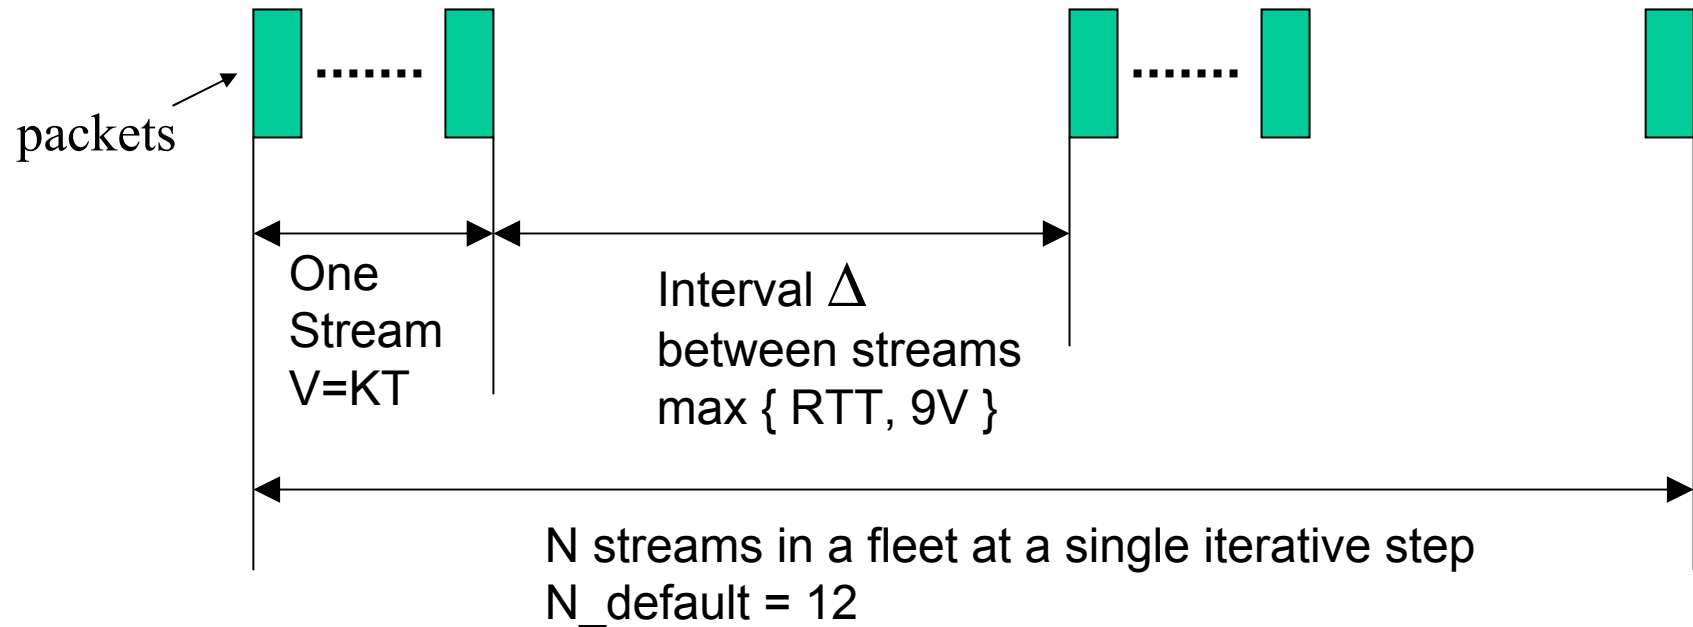 packets
One
Stream
V=KT
Interval Δ
between streams
max { RTT, 9V }
N streams in a fleet at a single iterative step
N_default = 12